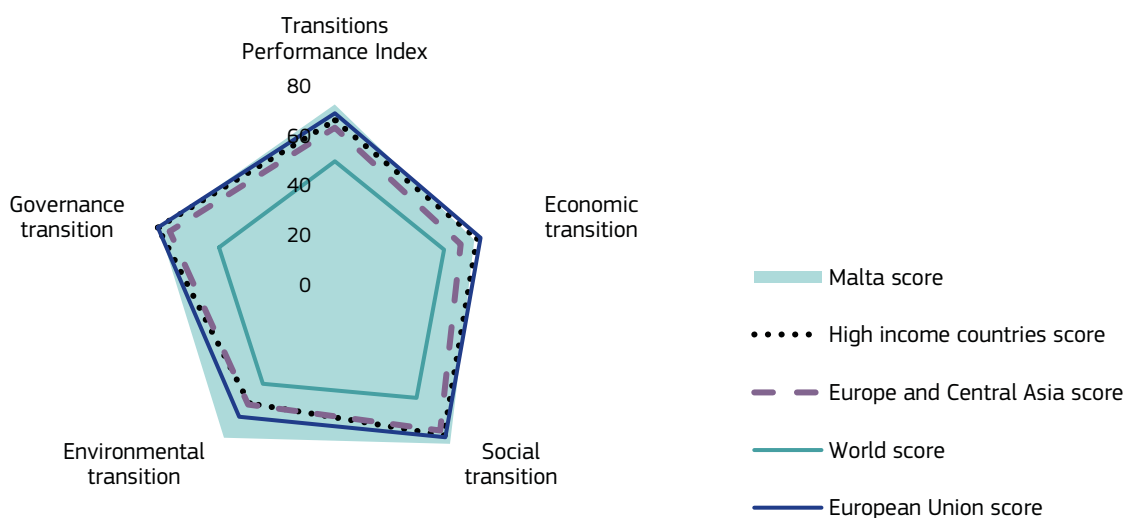 Transitions
Performance Index
80
60
40
20
0
Governance
transition
Economic
transition
Environmental
transition
Social
transition
Malta score
High income countries score
Europe and Central Asia score
World score
European Union score